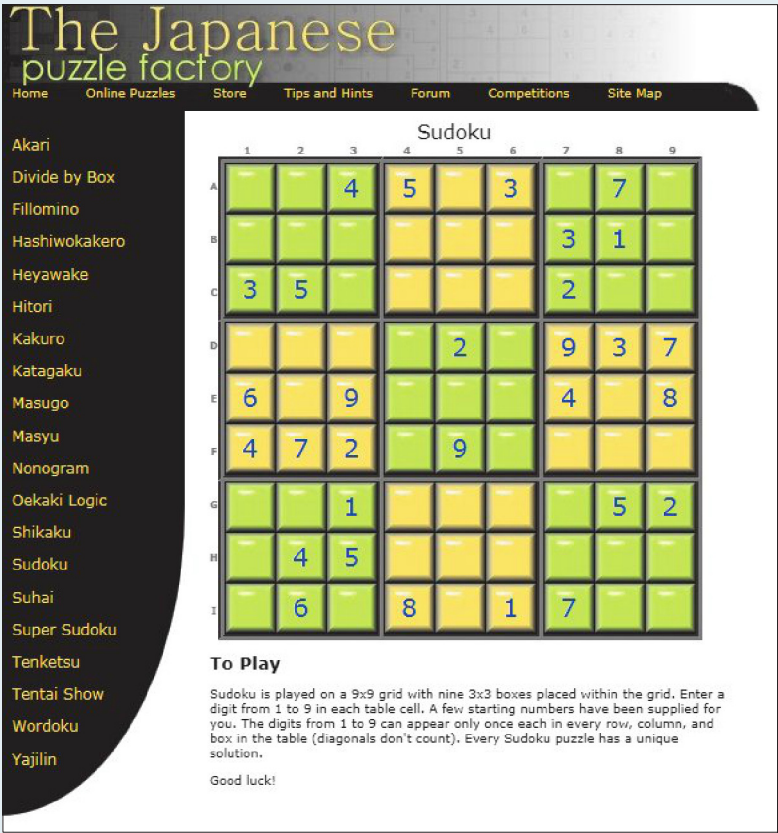 The Japanese
puzzle factory
Home Online Puzzles Store Tips and Hints Forum Competitions Site Map
Akari
Divide by Box
Fillomino
Hashiwokakero
Heyawake
Hitori
Kakuro
Katagaku
Masugo
Masyu
Nonogram
Oekaki Logic
Shikaku
Sudoku
Suhai
Super Sudoku
Tenketsu
Tentai Show
Wordoku
Yajilin
Sudoku
1 2 3 4 5 6 7 8 9
A 4 5 3 7
B 3 1
C 3 5 2
D 2 9 3 7
E 6 9 4 8
F 4 7 2 9
G 1 5 2
H 4 5
I 6 8 1 7
To Play
Sudoku is played on a 9x9 grid with nine 3x3 boxes placed within the grid. Enter a
digit from 1 to 9 in each table cell. A few starting numbers have been supplied for
you. The digits from 1 to 9 can appear only once each in every row, column, and
box in the table (diagonals don't count). Every Sudoku puzzle has a unique
solution.
Good luck!